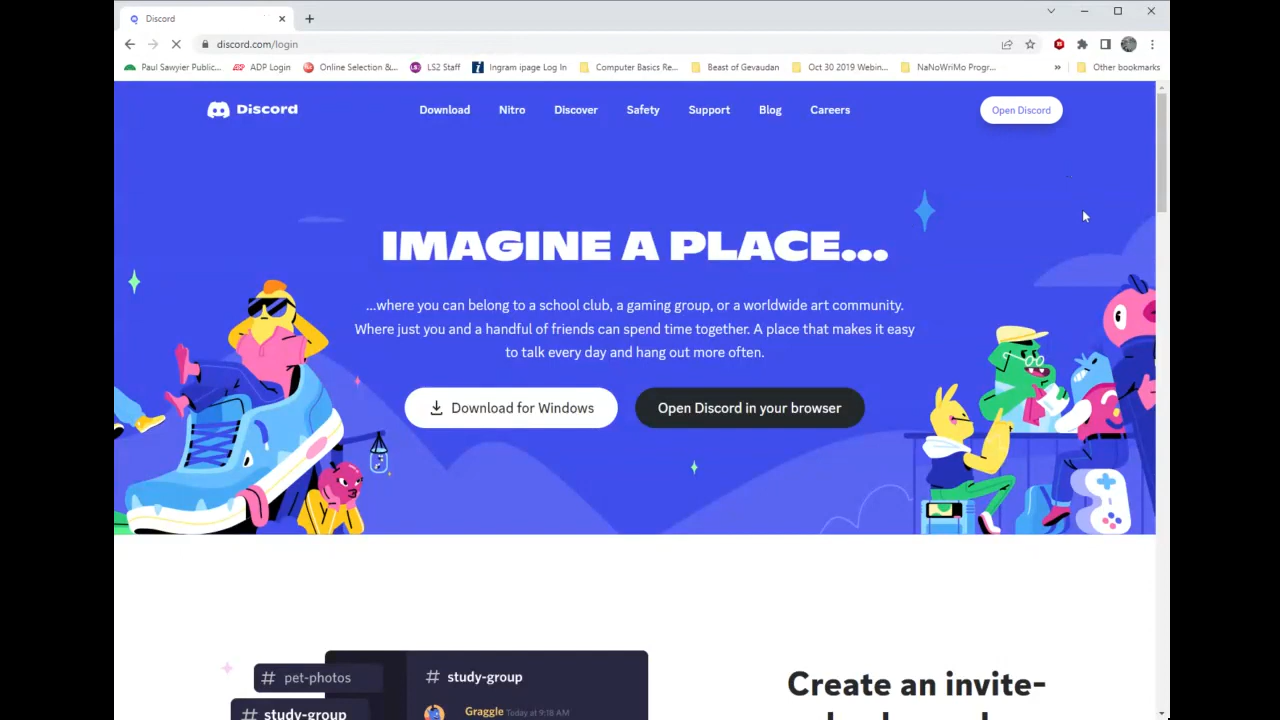 Discord
discord.com/login
Paul Sawyier Public...
ADP Login
Online Selection &...
LS2 Staff
Ingram ipage Log In
Computer Basics Re...
Beast of Gevaudan
Oct 30 2019 Webin...
NaNoWriMo Progr...
»
Other bookmarks
Discord
Download
Nitro
Discover
Safety
Support
Blog
Careers
Open Discord
IMAGINE A PLACE...
...where you can belong to a school club, a gaming group, or a worldwide art community.
Where just you and a handful of friends can spend time together. A place that makes it easy
to talk every day and hang out more often.
Download for Windows
Open Discord in your browser
# pet-photos
# study-group
# study-group
Graggle Today at 9:18 AM
Create an invite-